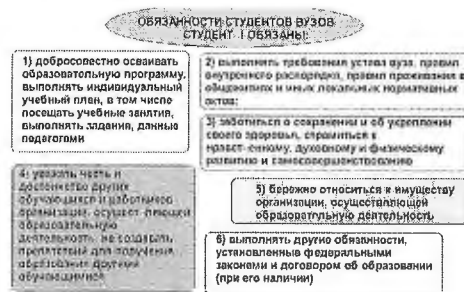 ОБЯЗАННОСТИ СТУДЕНТОВ ВУЗОВ
СТУДЕНТ ОБЯЗАНЫ:
1) добросовестно осваивать
образовательную программу,
выполнять индивидуальный
учебный план, в том числе
посещать учебные занятия,
выполнять задания, данные
педагогами
2) выполнять требования устава вуза, правил
внутреннего распорядка, правил проживания в
общежитиях и иных локальных нормативных
актов;
3) заботиться о сохранении и об укреплении
своего здоровья, стремиться к
нравственному, духовному и физическому
развитию и самосовершенствованию
4) уважать честь и
достоинство других
обучающихся и работников
организации, осуществляющей
образовательную
деятельность, не создавать
препятствий для получения
образования другими
обучающимися
5) бережно относиться к имуществу
организации, осуществляющей
образовательную деятельность
6) выполнять другие обязанности,
установленные федеральными
законами и договором об образовании
(при его наличии)